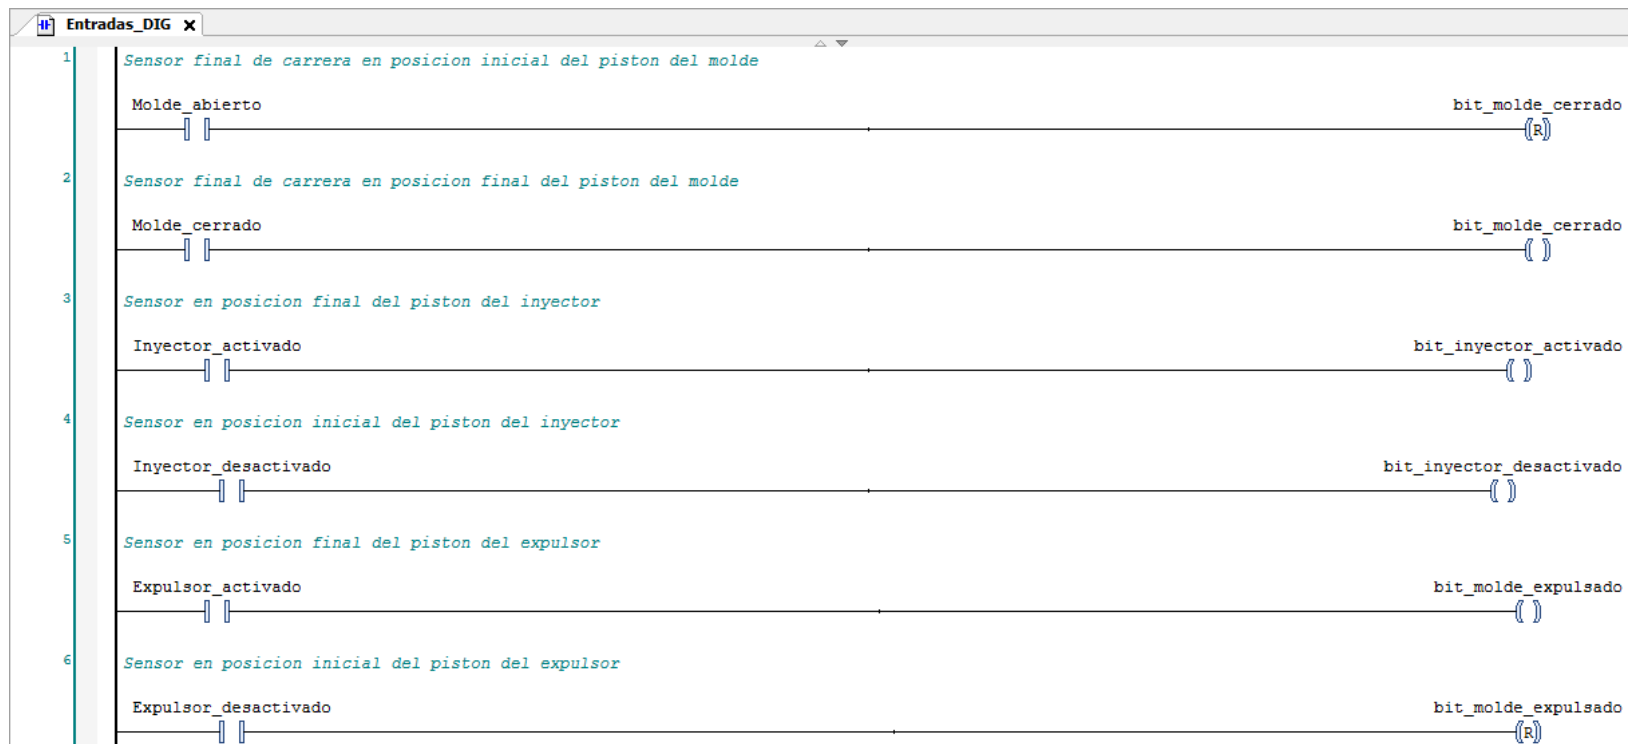 Entradas_DIG
1
Sensor final de carrera en posicion inicial del piston del molde
Molde_abierto
bit_molde_cerrado
R
2
Sensor final de carrera en posicion final del piston del molde
Molde_cerrado
bit_molde_cerrado
3
Sensor en posicion final del piston del inyector
Inyector_activado
bit_inyector_activado
4
Sensor en posicion inicial del piston del inyector
Inyector_desactivado
bit_inyector_desactivado
5
Sensor en posicion final del piston del expulsor
Expulsor_activado
bit_molde_expulsado
6
Sensor en posicion inicial del piston del expulsor
Expulsor_desactivado
bit_molde_expulsado
R